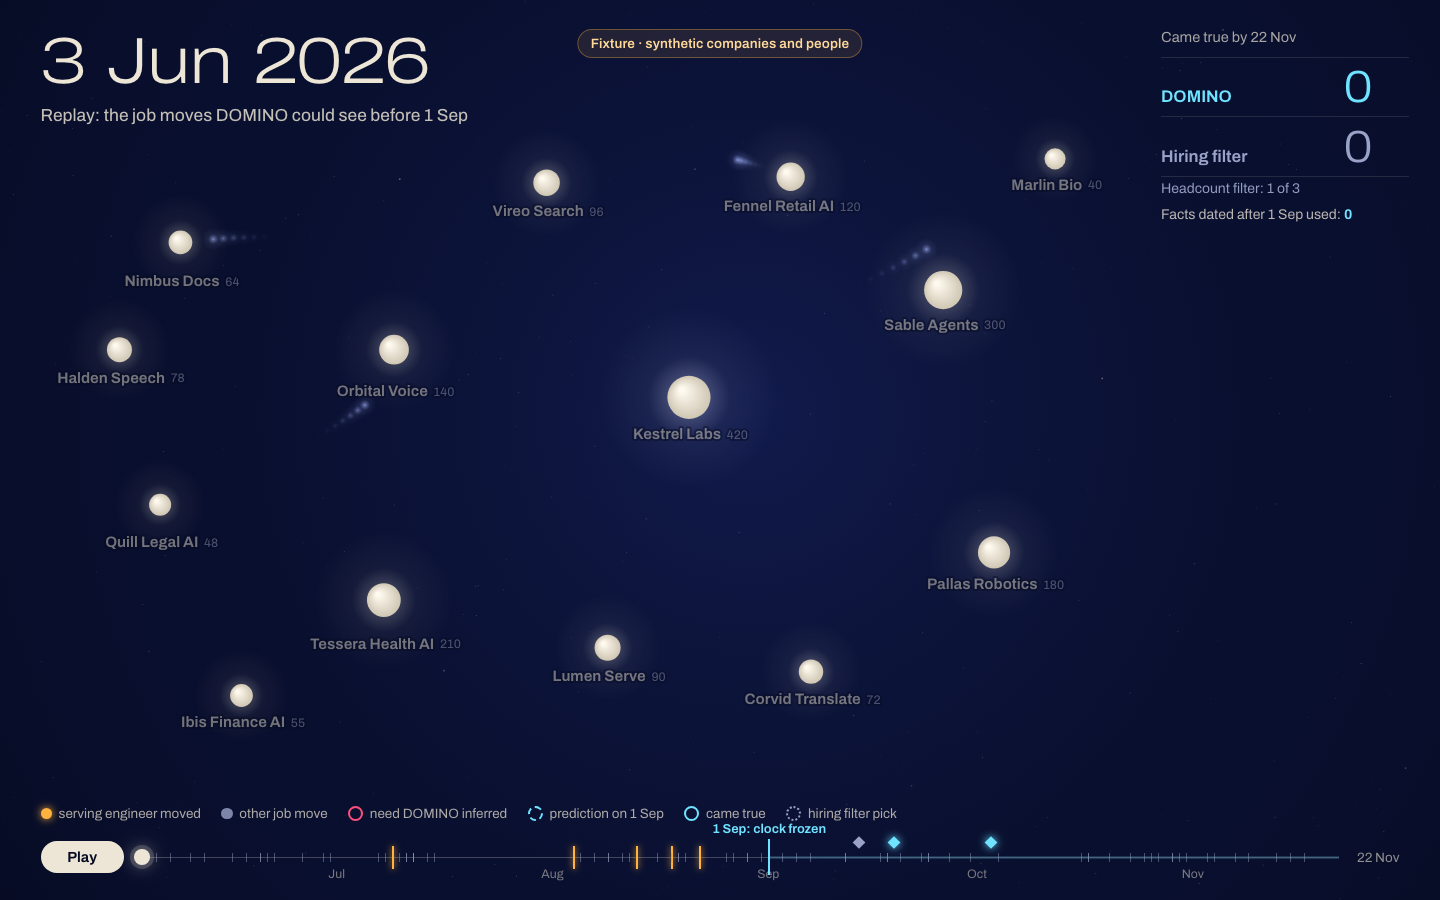 3 Jun 2026
Replay: the job moves DOMINO could see before 1 Sep
Fixture · synthetic companies and people
Came true by 22 Nov
DOMINO 0
Hiring filter 0
Headcount filter: 1 of 3
Facts dated after 1 Sep used: 0
Vireo Search 96
Fennel Retail AI 120
Marlin Bio 40
Nimbus Docs 64
Sable Agents 300
Halden Speech 78
Orbital Voice 140
Kestrel Labs 420
Quill Legal AI 48
Pallas Robotics 180
Tessera Health AI 210
Lumen Serve 90
Corvid Translate 72
Ibis Finance AI 55
serving engineer moved
other job move
need DOMINO inferred
prediction on 1 Sep
came true
hiring filter pick
1 Sep: clock frozen
Play
22 Nov
Jul
Aug
Sep
Oct
Nov